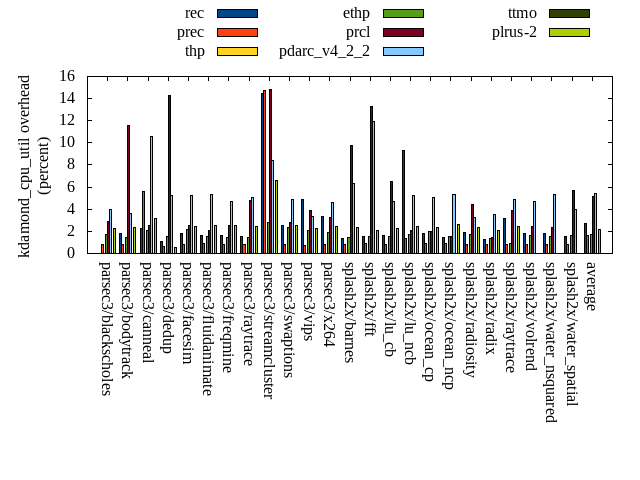 rec
prec
thp
ethp
prcl
pdarc_v4_2_2
ttmo
plrus-2
kdamond_cpu_util overhead
(percent)
16
14
12
10
8
6
4
2
0
parsec3/blackscholes
parsec3/bodytrack
parsec3/canneal
parsec3/dedup
parsec3/facesim
parsec3/fluidanimate
parsec3/freqmine
parsec3/raytrace
parsec3/streamcluster
parsec3/swaptions
parsec3/vips
parsec3/x264
splash2x/barnes
splash2x/fft
splash2x/lu_cb
splash2x/lu_ncb
splash2x/ocean_cp
splash2x/ocean_ncp
splash2x/radiosity
splash2x/radix
splash2x/raytrace
splash2x/volrend
splash2x/water_nsquared
splash2x/water_spatial
average